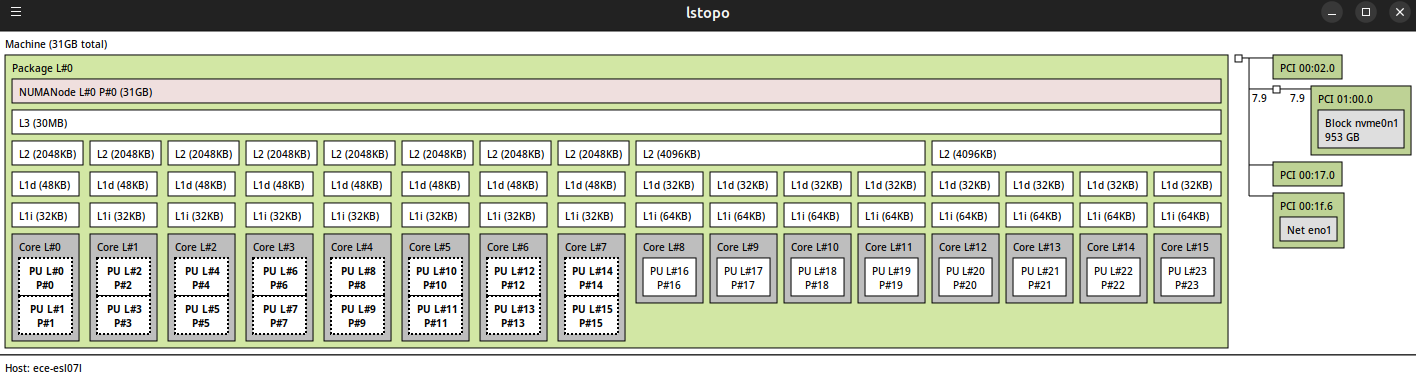 lstopo
Machine (31GB total)
Package L#0
NUMANode L#0 P#0 (31GB)
L3 (30MB)
L2 (2048KB) L2 (2048KB) L2 (2048KB) L2 (2048KB) L2 (2048KB) L2 (2048KB) L2 (2048KB) L2 (2048KB) L2 (4096KB) L2 (4096KB)
L1d (48KB) L1d (48KB) L1d (48KB) L1d (48KB) L1d (48KB) L1d (48KB) L1d (48KB) L1d (48KB) L1d (32KB) L1d (32KB) L1d (32KB) L1d (32KB) L1d (32KB) L1d (32KB) L1d (32KB) L1d (32KB)
L1i (32KB) L1i (32KB) L1i (32KB) L1i (32KB) L1i (32KB) L1i (32KB) L1i (32KB) L1i (32KB) L1i (64KB) L1i (64KB) L1i (64KB) L1i (64KB) L1i (64KB) L1i (64KB) L1i (64KB) L1i (64KB)
Core L#0 Core L#1 Core L#2 Core L#3 Core L#4 Core L#5 Core L#6 Core L#7 Core L#8 Core L#9 Core L#10 Core L#11 Core L#12 Core L#13 Core L#14 Core L#15
PU L#0 PU L#2 PU L#4 PU L#6 PU L#8 PU L#10 PU L#12 PU L#14 PU L#16 PU L#17 PU L#18 PU L#19 PU L#20 PU L#21 PU L#22 PU L#23
P#0 P#2 P#4 P#6 P#8 P#10 P#12 P#14 P#16 P#17 P#18 P#19 P#20 P#21 P#22 P#23
PU L#1 PU L#3 PU L#5 PU L#7 PU L#9 PU L#11 PU L#13 PU L#15
P#1 P#3 P#5 P#7 P#9 P#11 P#13 P#15
PCI 00:02.0
7.9 7.9 PCI 01:00.0
Block nvme0n1
953 GB
PCI 00:17.0
PCI 00:1f.6
Net eno1
Host: ece-esl07l